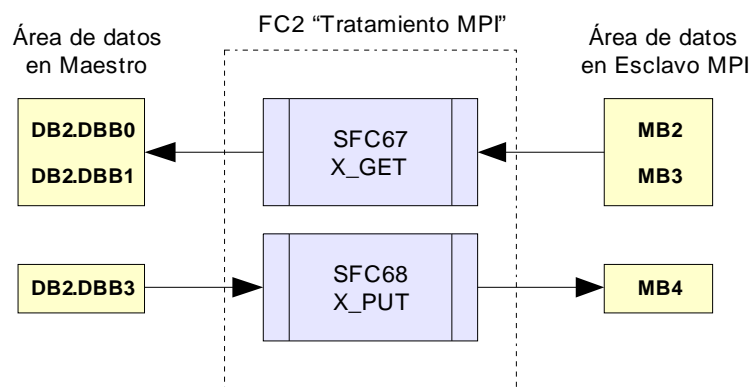 Área de datos
en Maestro
FC2 “Tratamiento MPI”
Área de datos
en Esclavo MPI
DB2.DBB0
DB2.DBB1
SFC67
X_GET
MB2
MB3
DB2.DBB3
SFC68
X_PUT
MB4